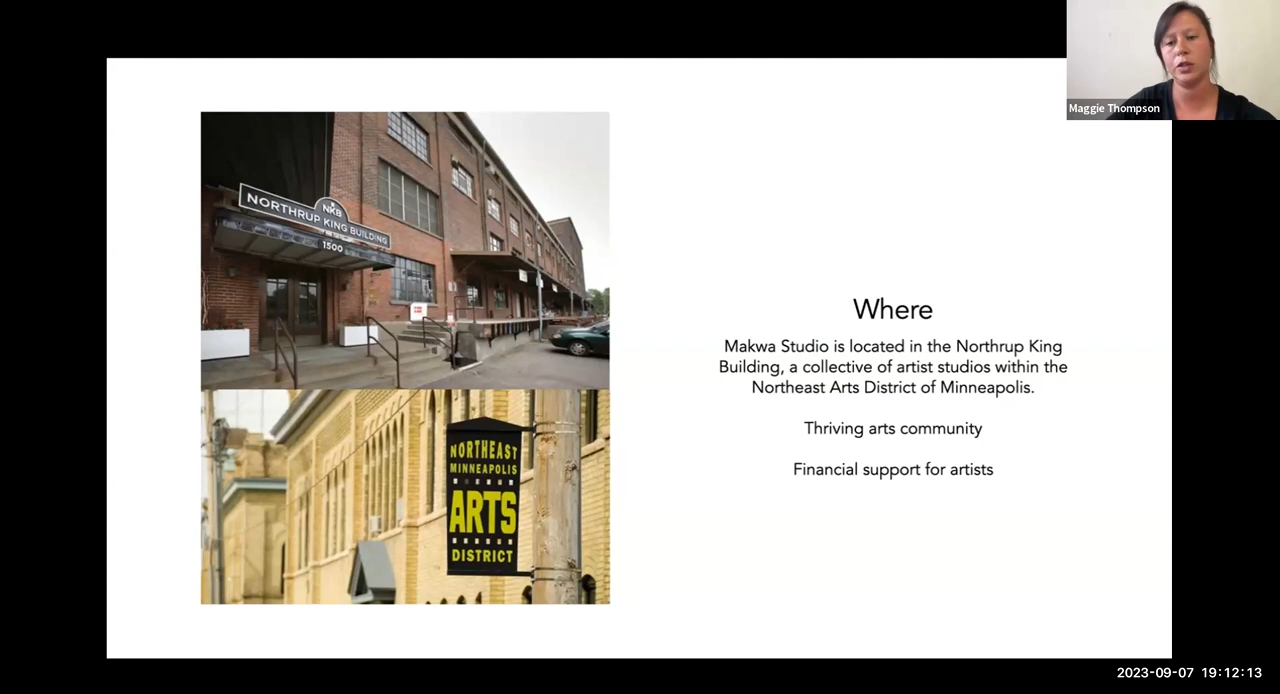 Maggie Thompson
NKB
NORTHRUP KING BUILDING
1500
Where
Makwa Studio is located in the Northrup King
Building, a collective of artist studios within the
Northeast Arts District of Minneapolis.
Thriving arts community
Financial support for artists
NORTHEAST
MINNEAPOLIS
ARTS
DISTRICT
2023-09-07 19:12:13